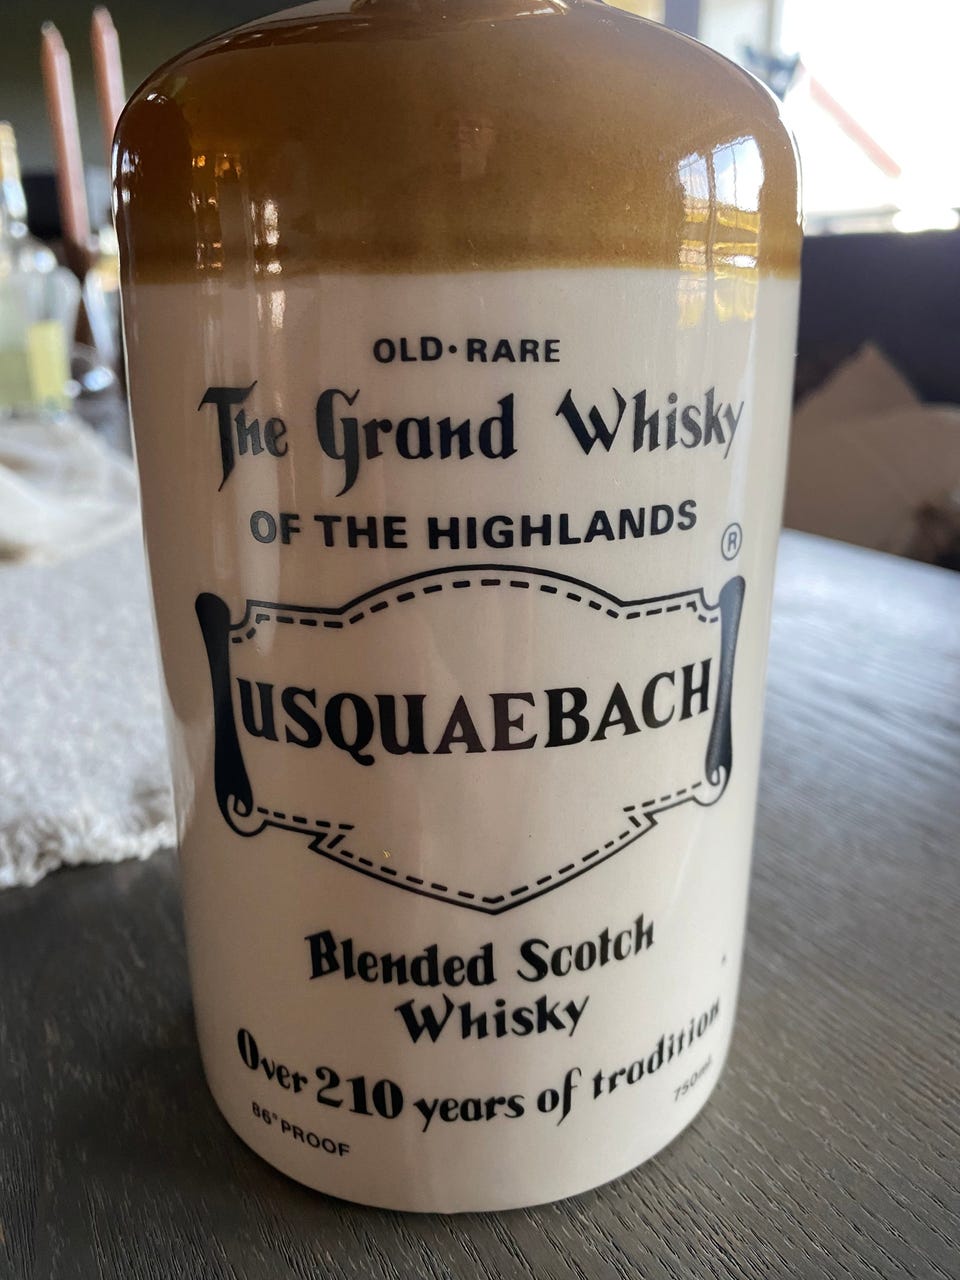 OLD·RARE
The Grand Whisky
OF THE HIGHLANDS
®
USQUAEBACH
Blended Scotch
Whisky
Over 210 years of tradition
86° PROOF
750ml